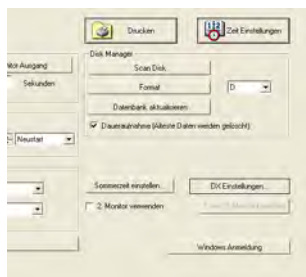 Drucken
Zeit Einstellungen
Disk Manager
Ausgang
Scan Disk
Sekunden
Format
D
Datenbank aktualisieren
Daueraufnahme (Älteste Daten werden gelöscht)
Neustart
Sommerzeit einstellen...
DX Einstellungen...
2. Monitor verwenden
Windows Anmeldung